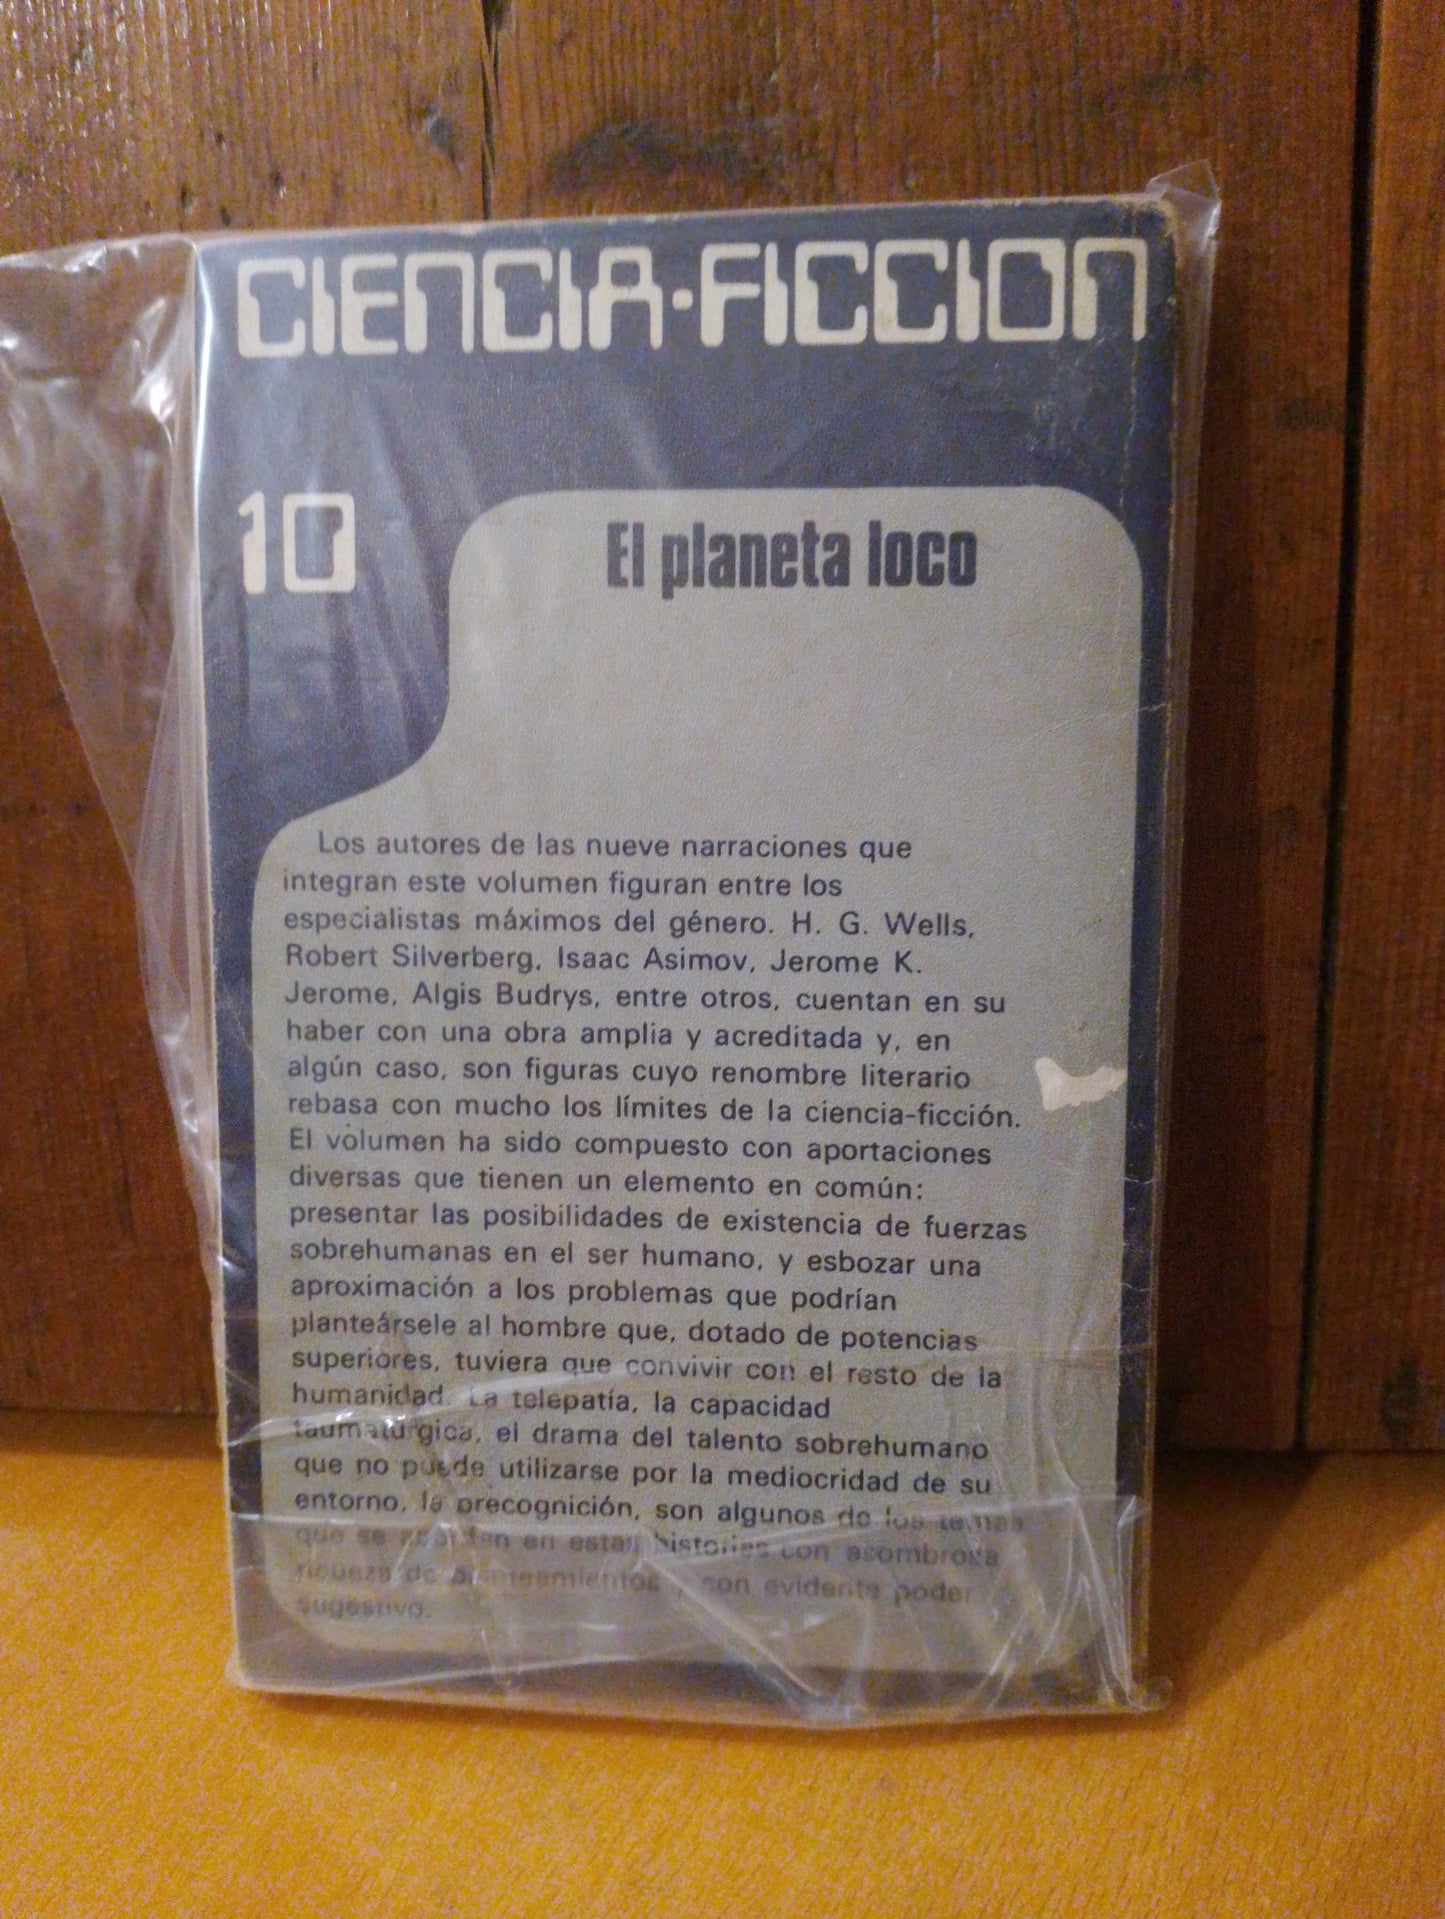 CIENCIA-FICCION
10
El planeta loco
Los autores de las nueve narraciones que
integran este volumen figuran entre los
especialistas máximos del género. H. G. Wells,
Robert Silverberg, Isaac Asimov, Jerome K.
Jerome, Algis Budrys, entre otros, cuentan en su
haber con una obra amplia y acreditada y, en
algún caso, son figuras cuyo renombre literario
rebasa con mucho los límites de la ciencia-ficción.
El volumen ha sido compuesto con aportaciones
diversas que tienen un elemento en común:
presentar las posibilidades de existencia de fuerzas
sobrehumanas en el ser humano, y esbozar una
aproximación a los problemas que podrían
planteársele al hombre que, dotado de potencias
superiores, tuviera que convivir con el resto de la
humanidad. La telepatía, la capacidad
taumatúrgica, el drama del talento sobrehumano
que no puede utilizarse por la mediocridad de su
entorno, la precognición, son algunos de los temas
que se aportan en estas historias con asombrosa
riqueza de planteamientos y con evidente poder
sugestivo.